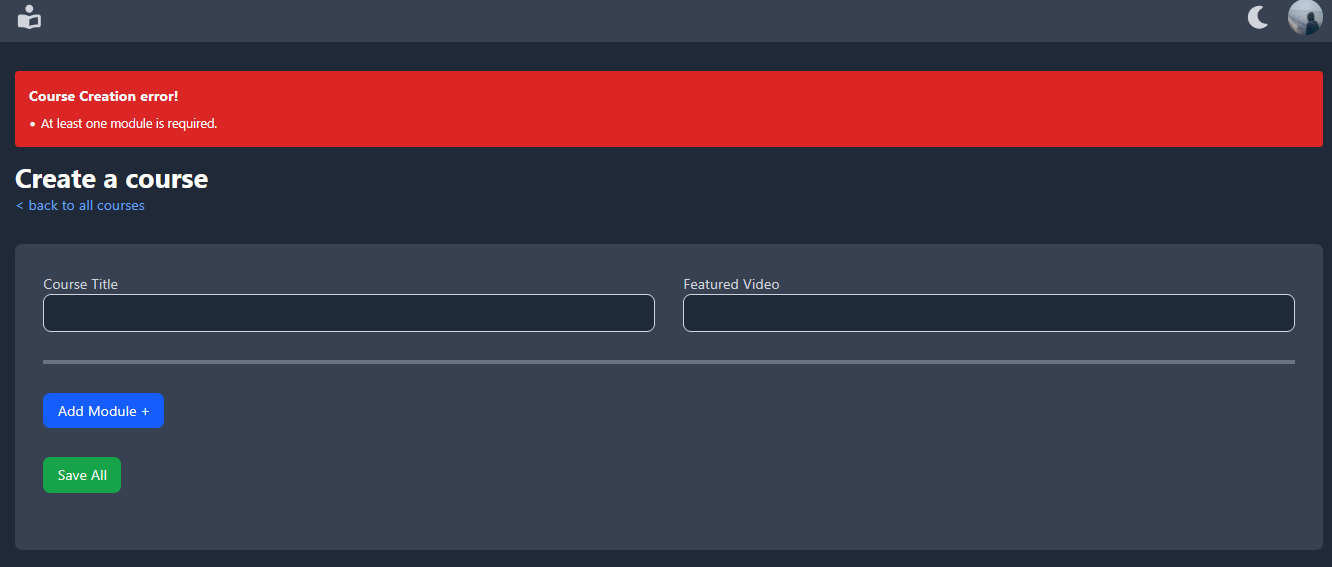 Course Creation error!
• At least one module is required.
Create a course
< back to all courses
Course Title
Featured Video
Add Module +
Save All